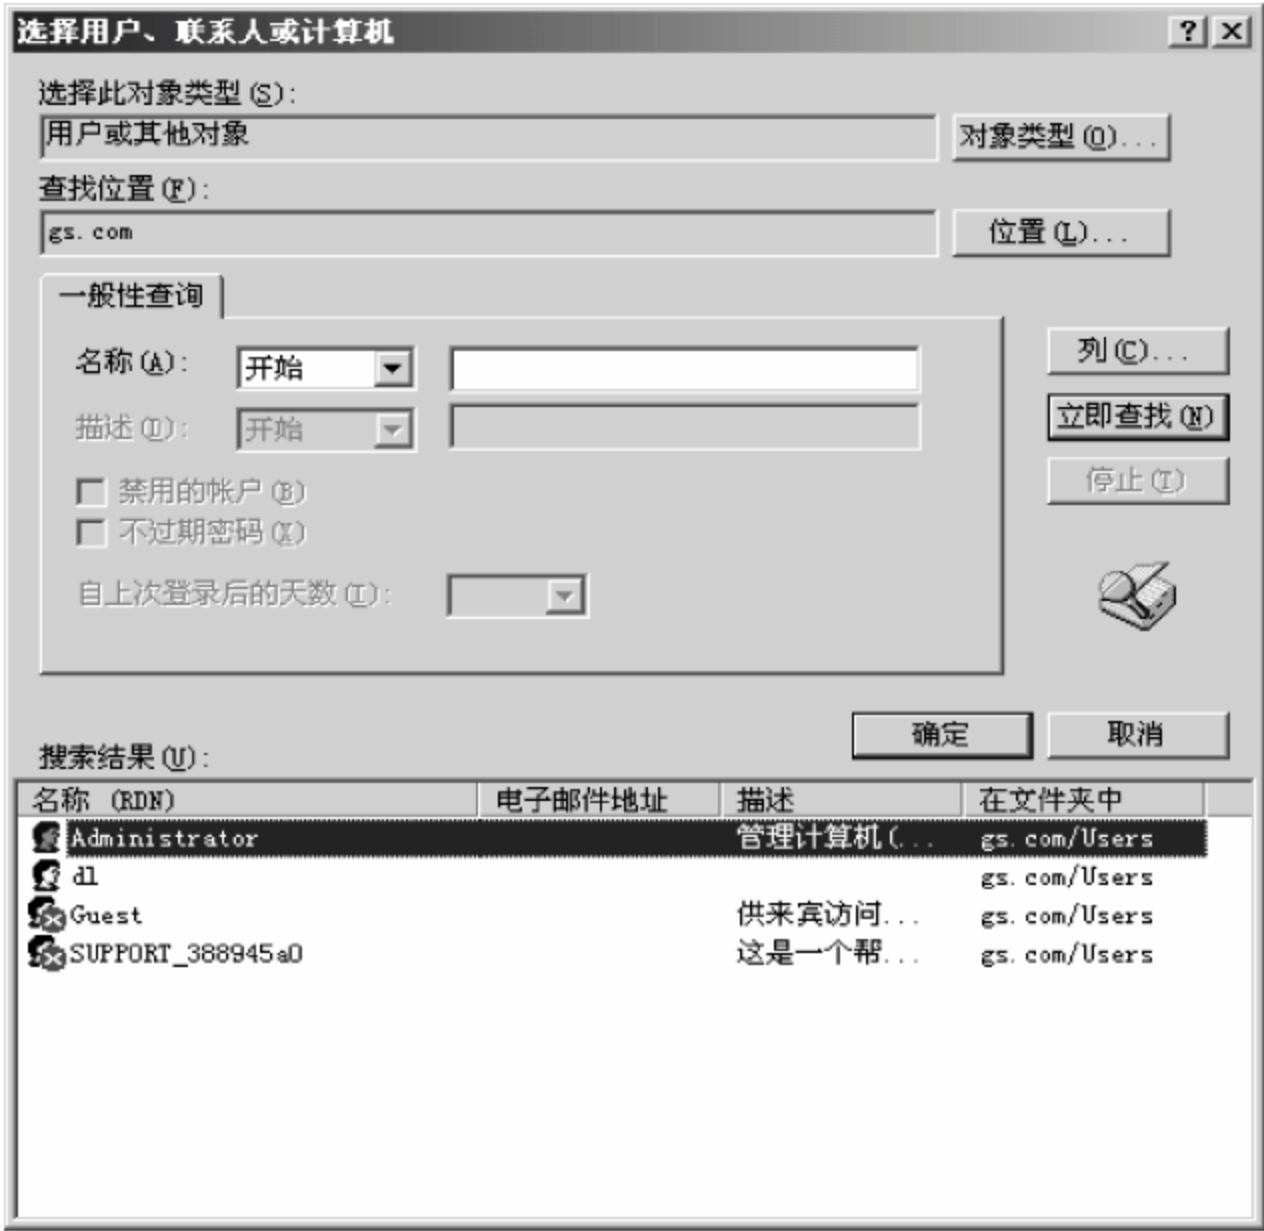 选择用户、联系人或计算机
选择此对象类型(S):
用户或其他对象
对象类型(O)...
查找位置(F):
gs.com
位置(L)...
一般性查询
名称(A):
开始
列(C)...
描述(D):
开始
立即查找(N)
禁用的帐户(B)
停止(T)
不过期密码(X)
自上次登录后的天数(I):
确定
取消
搜索结果(U):
名称 (RDN) 电子邮件地址 描述 在文件夹中
Administrator 管理计算机(... gs.com/Users
dl gs.com/Users
Guest 供来宾访问... gs.com/Users
SUPPORT_388945a0 这是一个帮... gs.com/Users